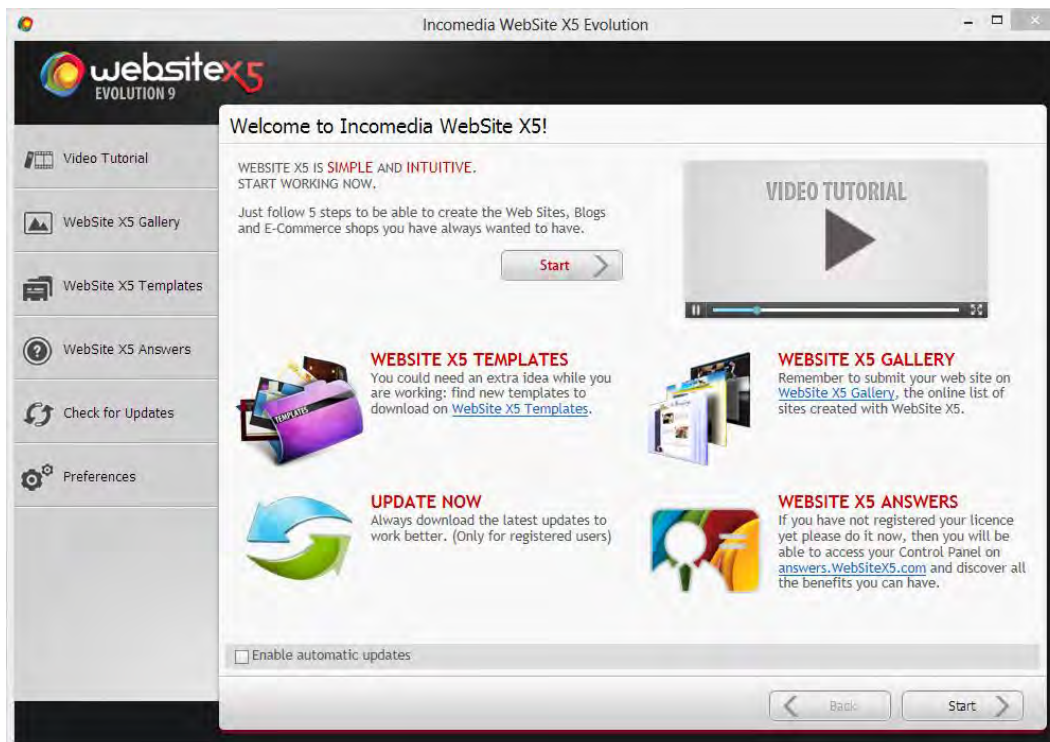 Incomedia WebSite X5 Evolution
websitex5
EVOLUTION 9
Video Tutorial
WebSite X5 Gallery
WebSite X5 Templates
WebSite X5 Answers
Check for Updates
Preferences
Welcome to Incomedia WebSite X5!
WEBSITE X5 IS SIMPLE AND INTUITIVE.
START WORKING NOW.
Just follow 5 steps to be able to create the Web Sites, Blogs
and E-Commerce shops you have always wanted to have.
Start
VIDEO TUTORIAL
TEMPLATES
WEBSITE X5 TEMPLATES
You could need an extra idea while you
are working: find new templates to
download on WebSite X5 Templates.
WEBSITE X5 GALLERY
Remember to submit your web site on
WebSite X5 Gallery, the online list of
sites created with WebSite X5.
UPDATE NOW
Always download the latest updates to
work better. (Only for registered users)
WEBSITE X5 ANSWERS
If you have not registered your licence
yet please do it now, then you will be
able to access your Control Panel on
answers.WebSiteX5.com and discover all
the benefits you can have.
Enable automatic updates
Back
Start